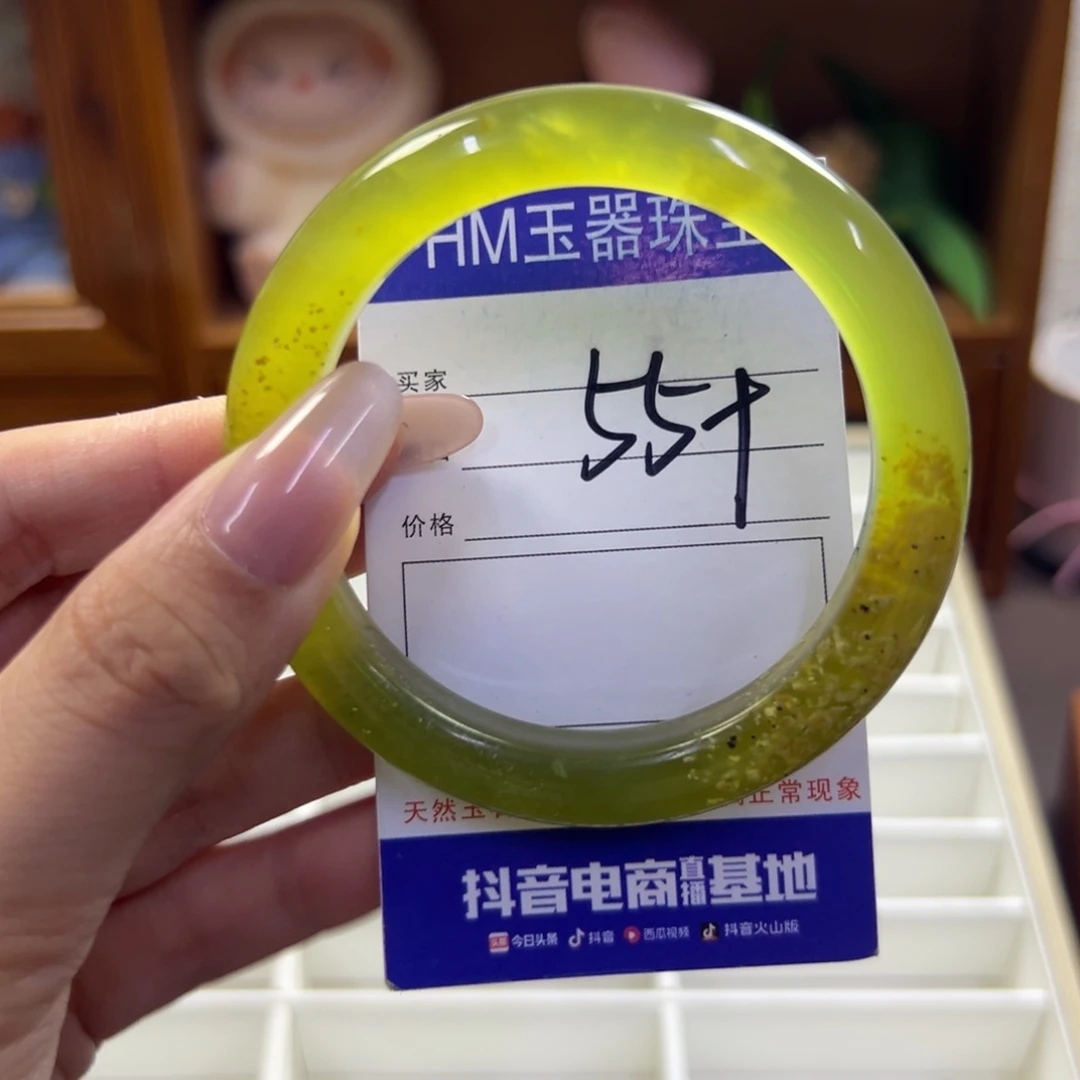 HM玉器珠
买家
55+
价格
天然玉 正常现象
抖音电商直播基地
今日头条 抖音 西瓜视频 抖音火山版